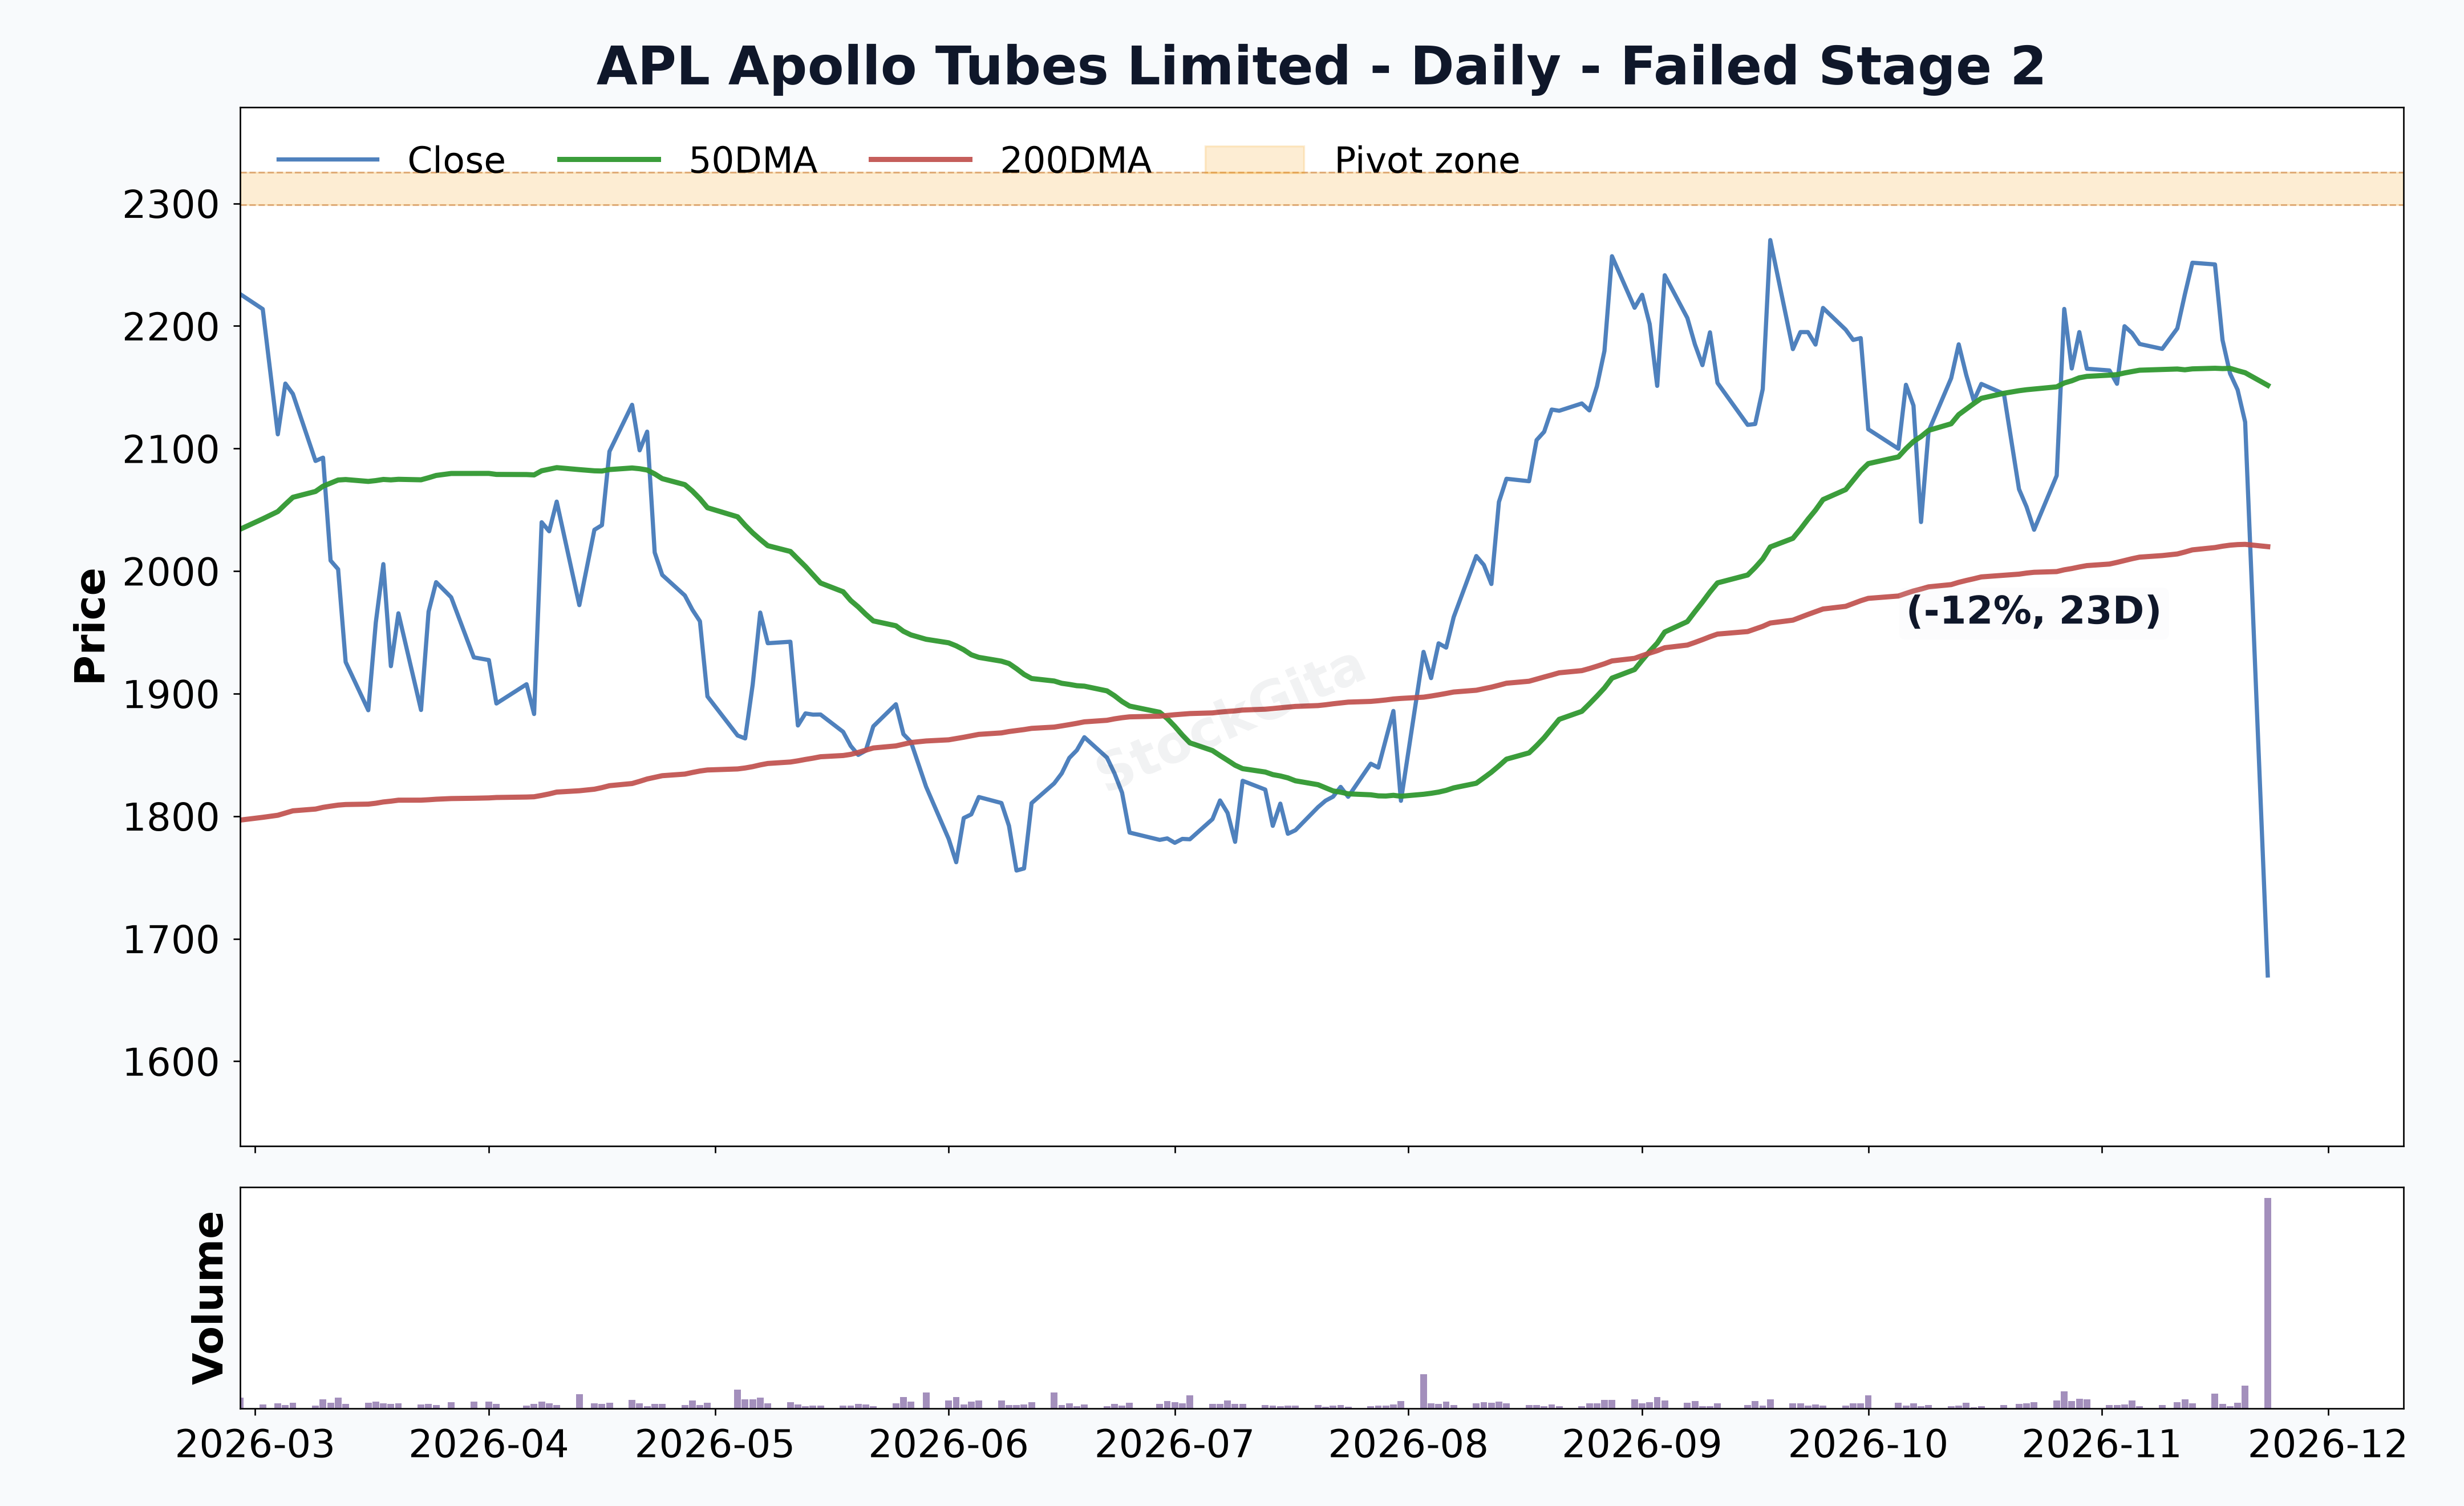 APL Apollo Tubes Limited - Daily - Failed Stage 2
Close 50DMA 200DMA Pivot zone
2300
2200
2100
2000
1900
1800
1700
1600
Price
(-12%, 23D)
StockGita
Volume
2026-03 2026-04 2026-05 2026-06 2026-07 2026-08 2026-09 2026-10 2026-11 2026-12